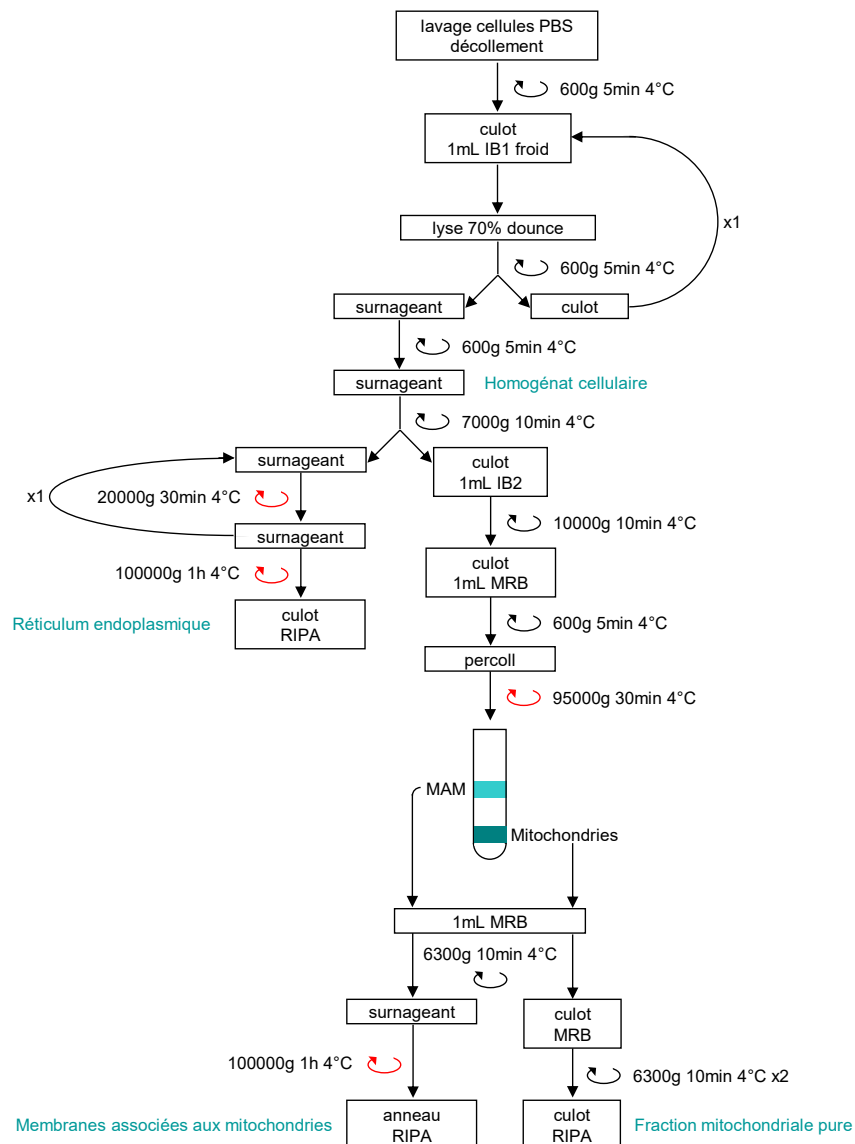 lavage cellules PBS
décollement
600g 5min 4°C
culot
1mL IB1 froid
x1
lyse 70% dounce
600g 5min 4°C
surnageant
culot
600g 5min 4°C
surnageant
Homogénat cellulaire
7000g 10min 4°C
surnageant
culot
1mL IB2
x1
20000g 30min 4°C
10000g 10min 4°C
surnageant
culot
1mL MRB
100000g 1h 4°C
Réticulum endoplasmique
culot
RIPA
600g 5min 4°C
percoll
95000g 30min 4°C
MAM
Mitochondries
1mL MRB
6300g 10min 4°C
surnageant
culot
MRB
100000g 1h 4°C
6300g 10min 4°C x2
Membranes associées aux mitochondries
anneau
RIPA
culot
RIPA
Fraction mitochondriale pure